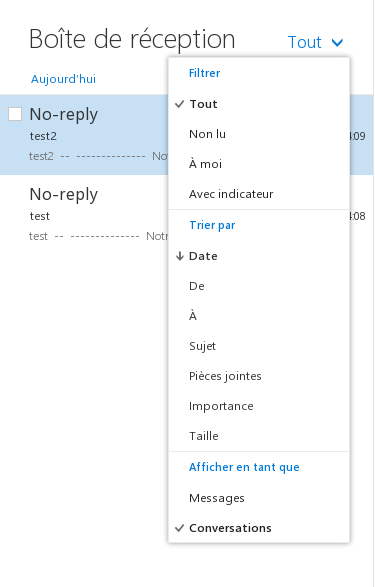 Boîte de réception
Tout
Aujourd'hui
No-reply
test2
4:09
test2 -- --------------- No
No-reply
test
4:08
test -- --------------- Notr
Filtrer
Tout
Non lu
À moi
Avec indicateur
Trier par
Date
De
À
Sujet
Pièces jointes
Importance
Taille
Afficher en tant que
Messages
Conversations